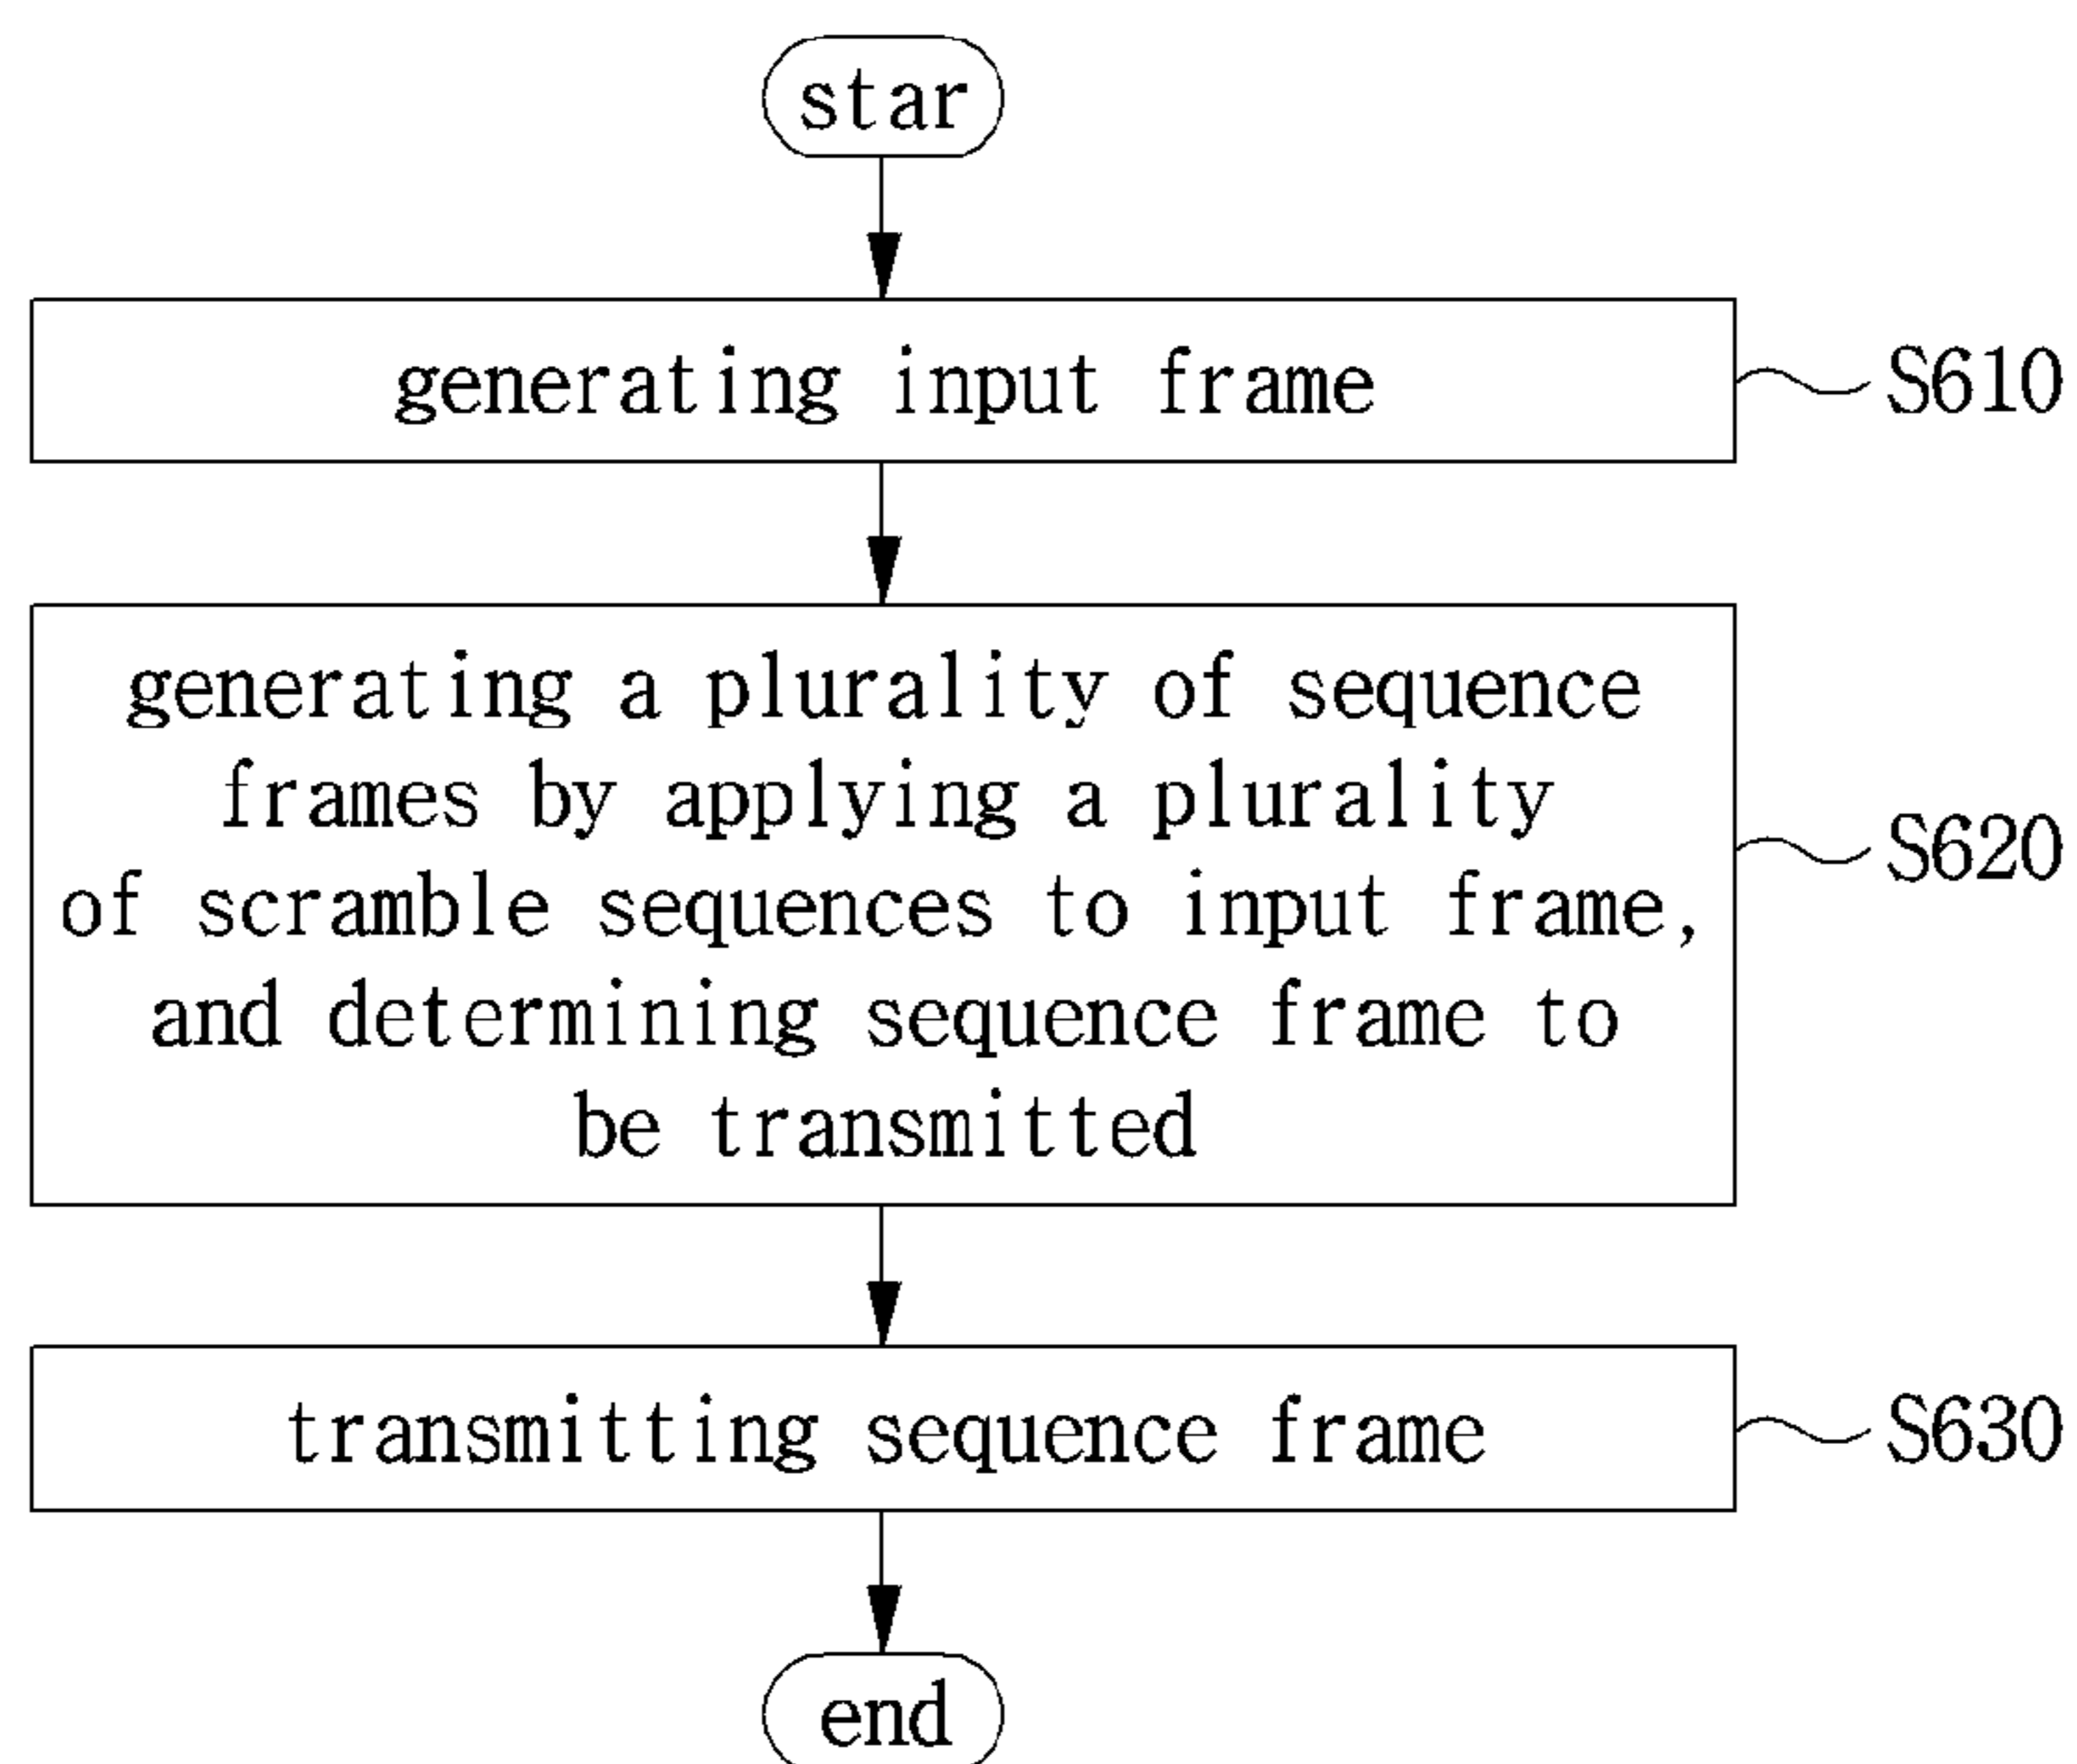 star
generating input frame
S610
generating a plurality of sequence
frames by applying a plurality
of scramble sequences to input frame,
and determining sequence frame to
be transmitted
S620
transmitting sequence frame
S630
end